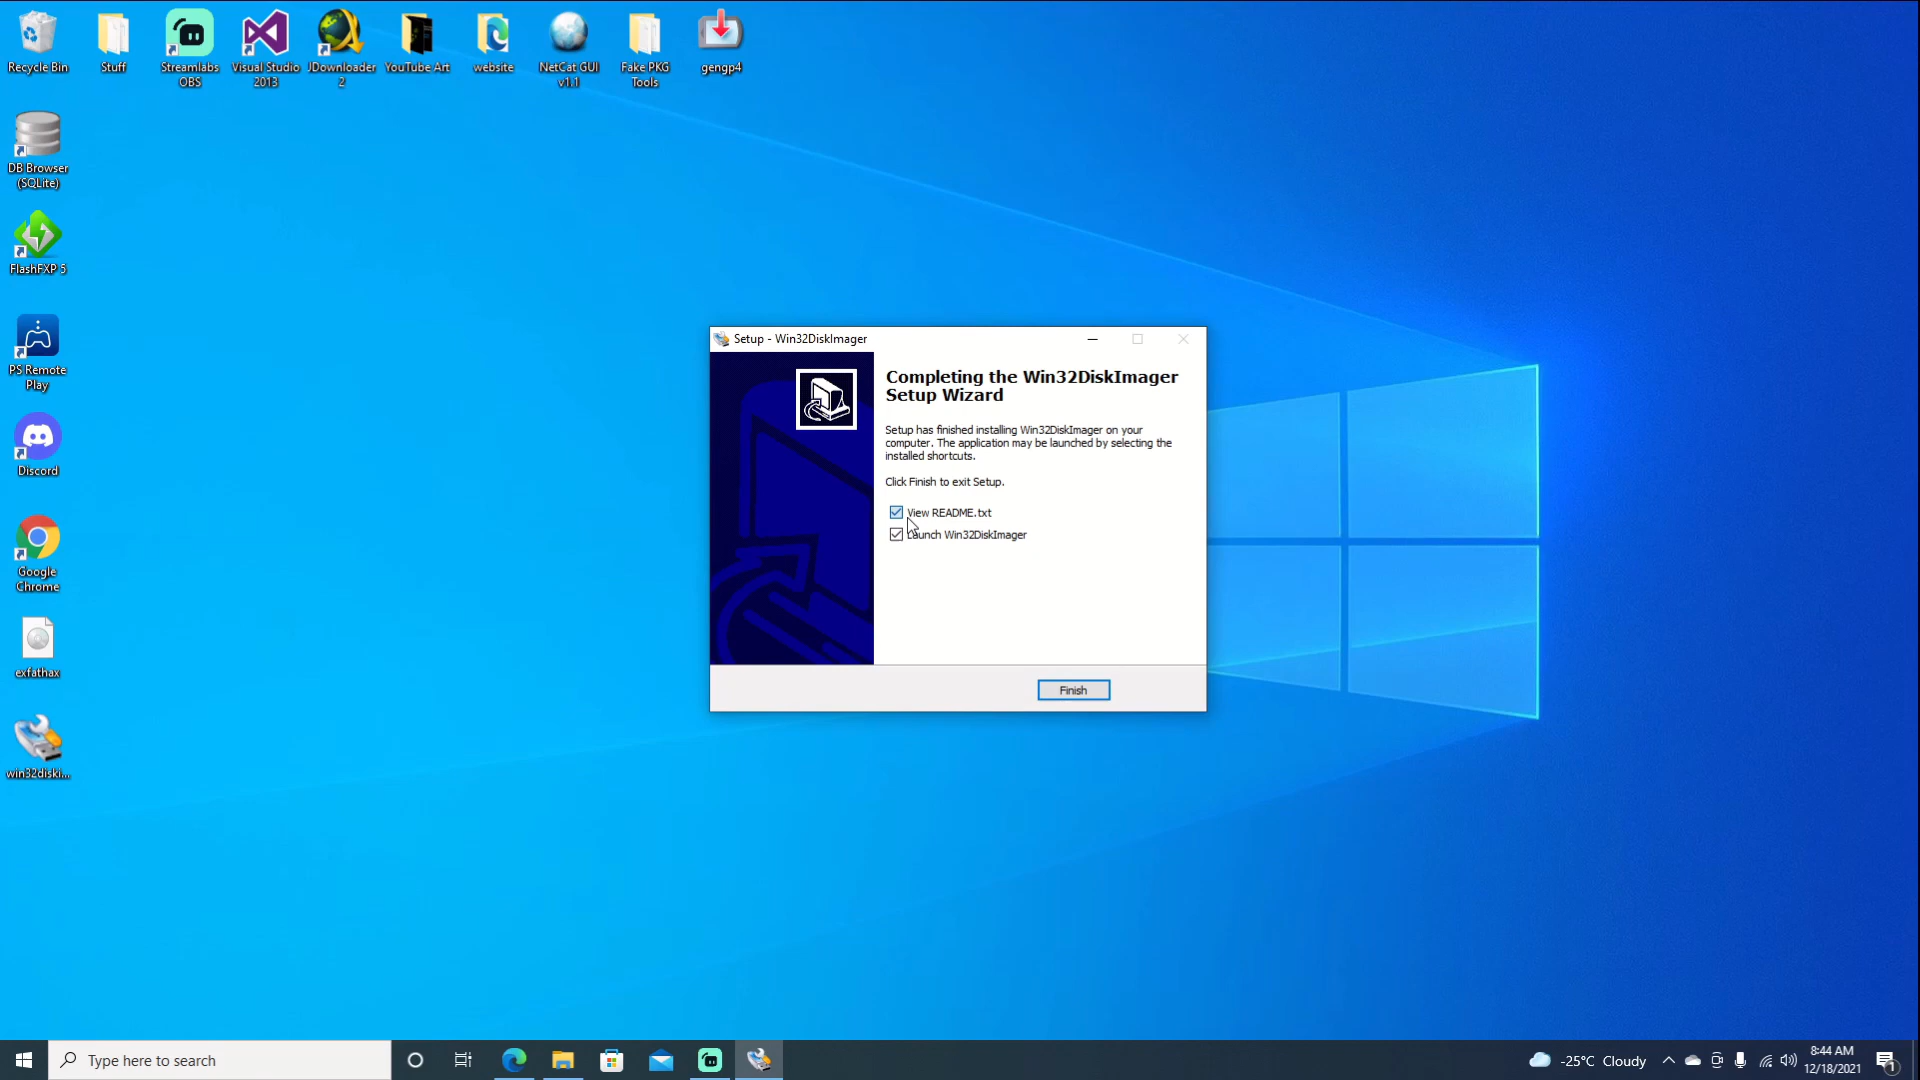 Recycle Bin
Stuff
Streamlabs
OBS
Visual Studio
2013
JDownloader
2
YouTube Art
website
NetCat GUI
v1.1
Fake PKG
Tools
gengp4
DB Browser
(SQLite)
FlashFXP 5
PS Remote
Play
Discord
Google
Chrome
exfathax
win32diski...
Setup - Win32DiskImager
Completing the Win32DiskImager
Setup Wizard
Setup has finished installing Win32DiskImager on your
computer. The application may be launched by selecting the
installed shortcuts.
Click Finish to exit Setup.
View README.txt
Launch Win32DiskImager
Finish
Type here to search
-25°C Cloudy
8:44 AM
12/18/2021
1